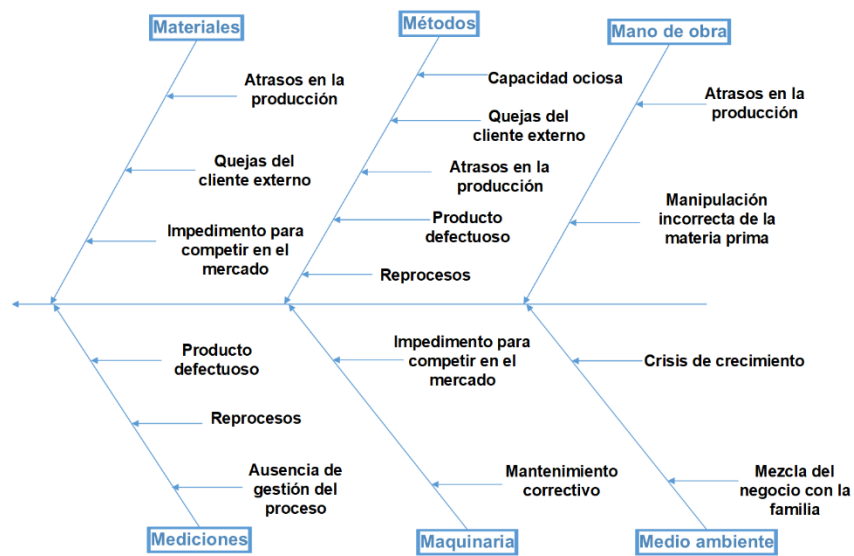 Materiales
Atrasos en la
producción
Quejas del
cliente externo
Impedimento para
competir en el
mercado
Métodos
Capacidad ociosa
Quejas del
cliente externo
Atrasos en la
producción
Producto
defectuoso
Reprocesos
Mano de obra
Atrasos en la
producción
Manipulación
incorrecta de la
materia prima
Producto
defectuoso
Reprocesos
Ausencia de
gestión del
proceso
Mediciones
Impedimento para
competir en el
mercado
Mantenimiento
correctivo
Maquinaria
Crisis de crecimiento
Mezcla del
negocio con la
familia
Medio ambiente